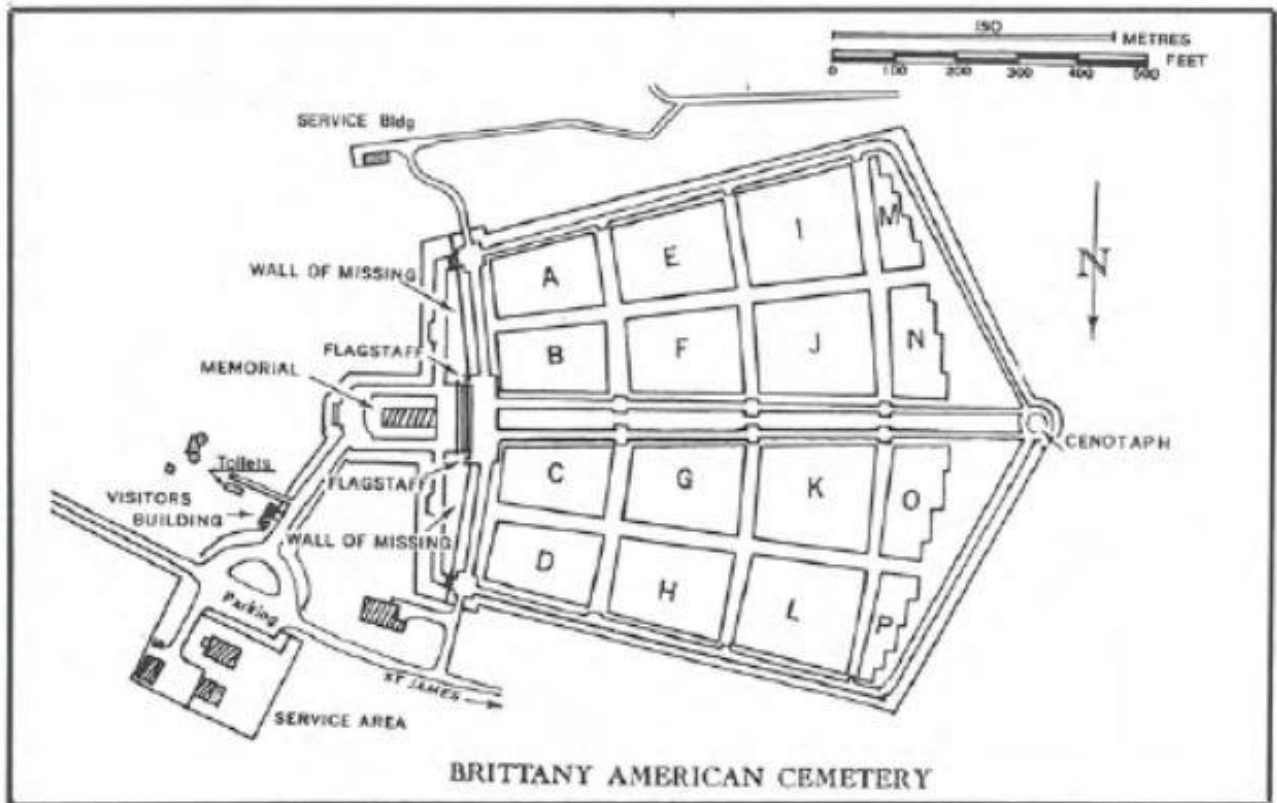 150
METRES
FEET
0 100 200 300 400 500
SERVICE Bldg
N
WALL OF MISSING
FLAGSTAFF
MEMORIAL
A
E
I
M
B
F
J
N
CENOTAPH
Toilets
VISITORS
BUILDING
FLAGSTAFF
WALL OF MISSING
C
G
K
O
D
H
L
P
Parking
ST JAMES
SERVICE AREA
BRITTANY AMERICAN CEMETERY